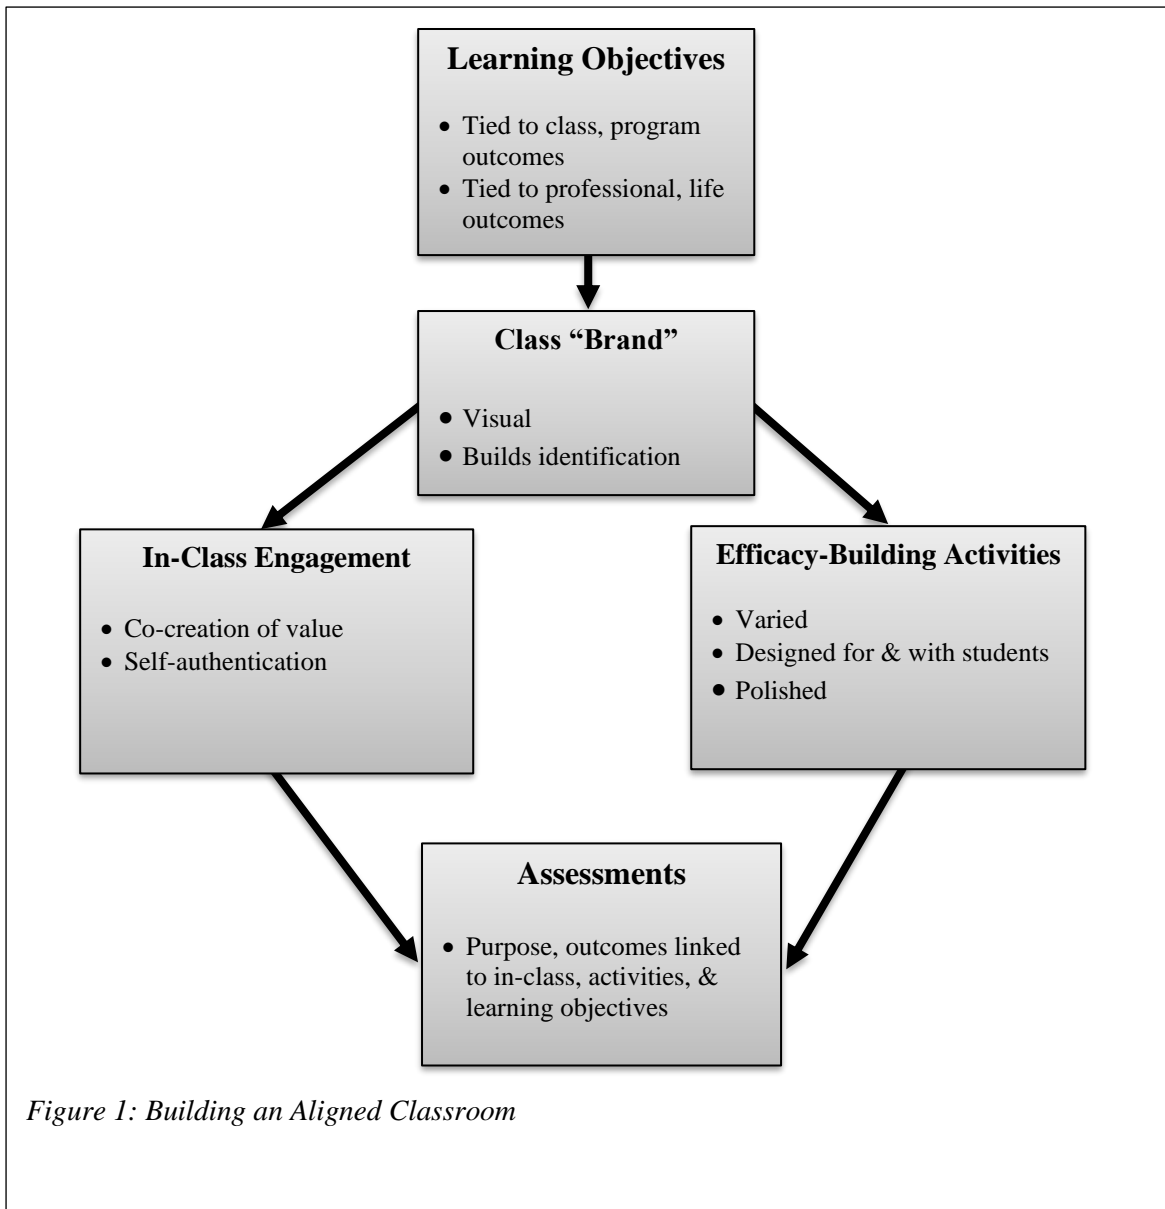 Learning Objectives
• Tied to class, program
outcomes
• Tied to professional, life
outcomes
Class “Brand”
• Visual
• Builds identification
In-Class Engagement
• Co-creation of value
• Self-authentication
Efficacy-Building Activities
• Varied
• Designed for & with students
• Polished
Assessments
• Purpose, outcomes linked
to in-class, activities, &
learning objectives
Figure 1: Building an Aligned Classroom